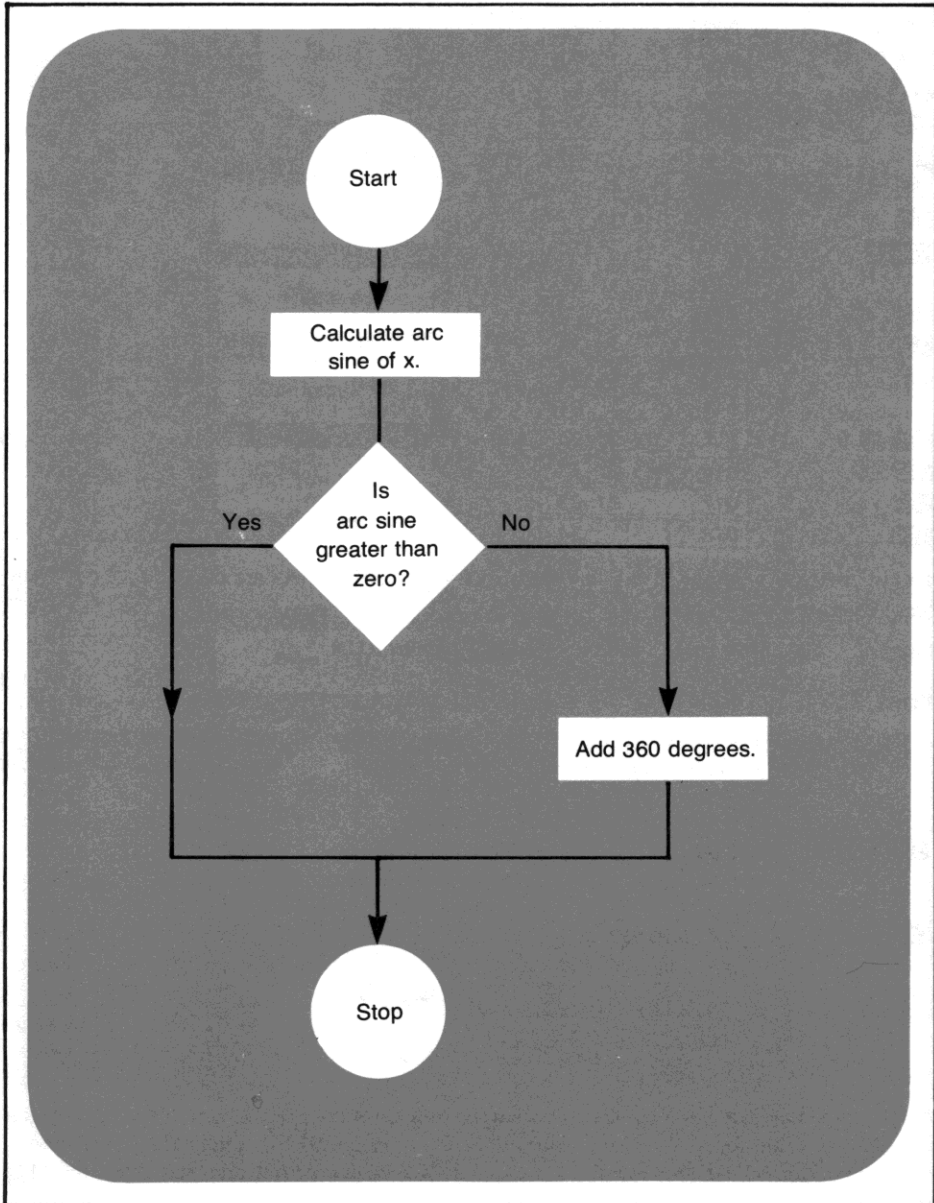 Start
Calculate arc
sine of x.
Is
arc sine
greater than
zero?
Yes
No
Add 360 degrees.
Stop